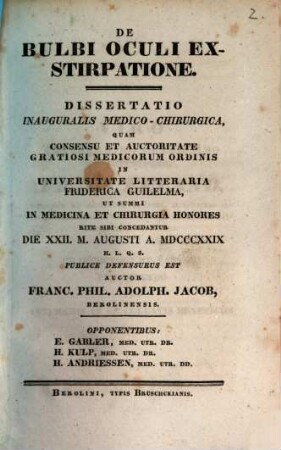 2.
DE
BULBI OCULI EX-
STIRPATIONE.
DISSERTATIO
INAUGURALIS MEDICO-CHIRURGICA,
QUAM
CONSENSU ET AUCTORITATE
GRATIOSI MEDICORUM ORDINIS
IN
UNIVERSITATE LITTERARIA
FRIDERICA GUILELMA,
UT SUMMI
IN MEDICINA ET CHIRURGIA HONORES
RITE SIBI CONCEDANTUR
DIE XXII. M. AUGUSTI A. MDCCCXXIX
H. L. Q. S.
PUBLICE DEFENSURUS EST
AUCTOR
FRANC. PHIL. ADOLPH. JACOB,
BEROLINENSIS.
OPPONENTIBUS:
E. GABLER, MED. UTR. DR.
H. KULP, MED. UTR. DR.
H. ANDRIESSEN, MED. UTR. DD.
BEROLINI, TYPIS BRÜSCHCKIANIS.